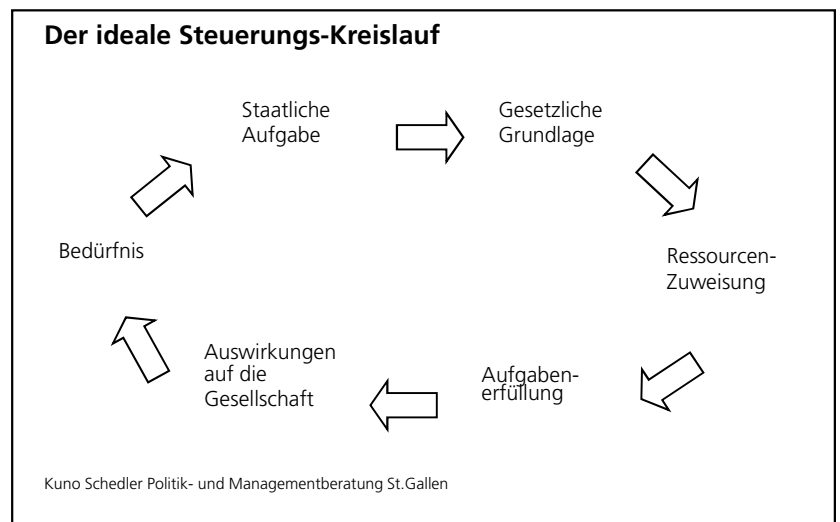 Der ideale Steuerungs-Kreislauf
Staatliche
Aufgabe
Gesetzliche
Grundlage
Bedürfnis
Ressourcen-
Zuweisung
Auswirkungen
auf die
Gesellschaft
Aufgaben-
erfüllung
Kuno Schedler Politik- und Managementberatung St.Gallen